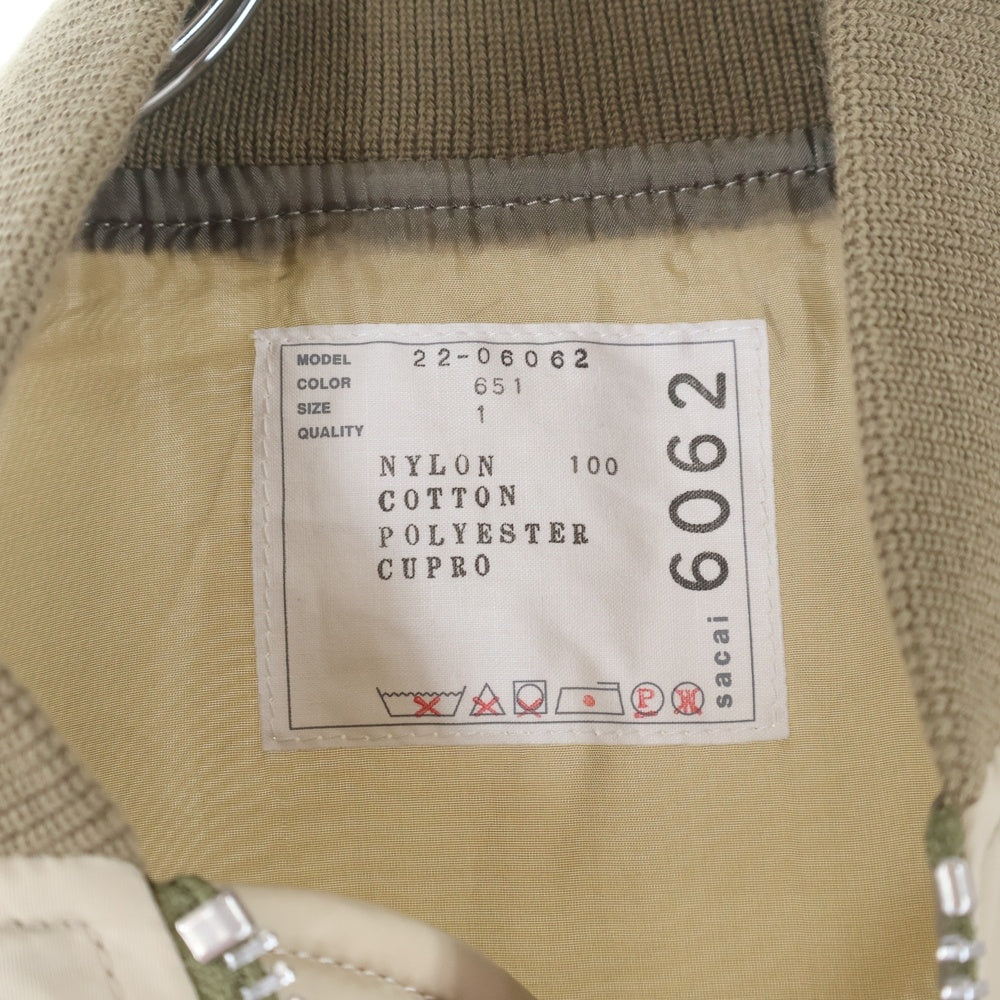 MODEL 22-06062
COLOR 651
SIZE 1
QUALITY
NYLON 100
COTTON
POLYESTER
CUPRO
P W
sacai 6062